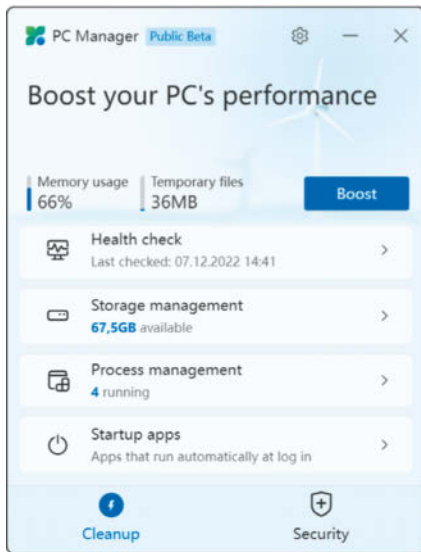 PC Manager Public Beta
Boost your PC's performance
Memory usage
66%
Temporary files
36MB
Boost
Health check
Last checked: 07.12.2022 14:41
Storage management
67,5GB available
Process management
4 running
Startup apps
Apps that run automatically at log in
Cleanup
Security